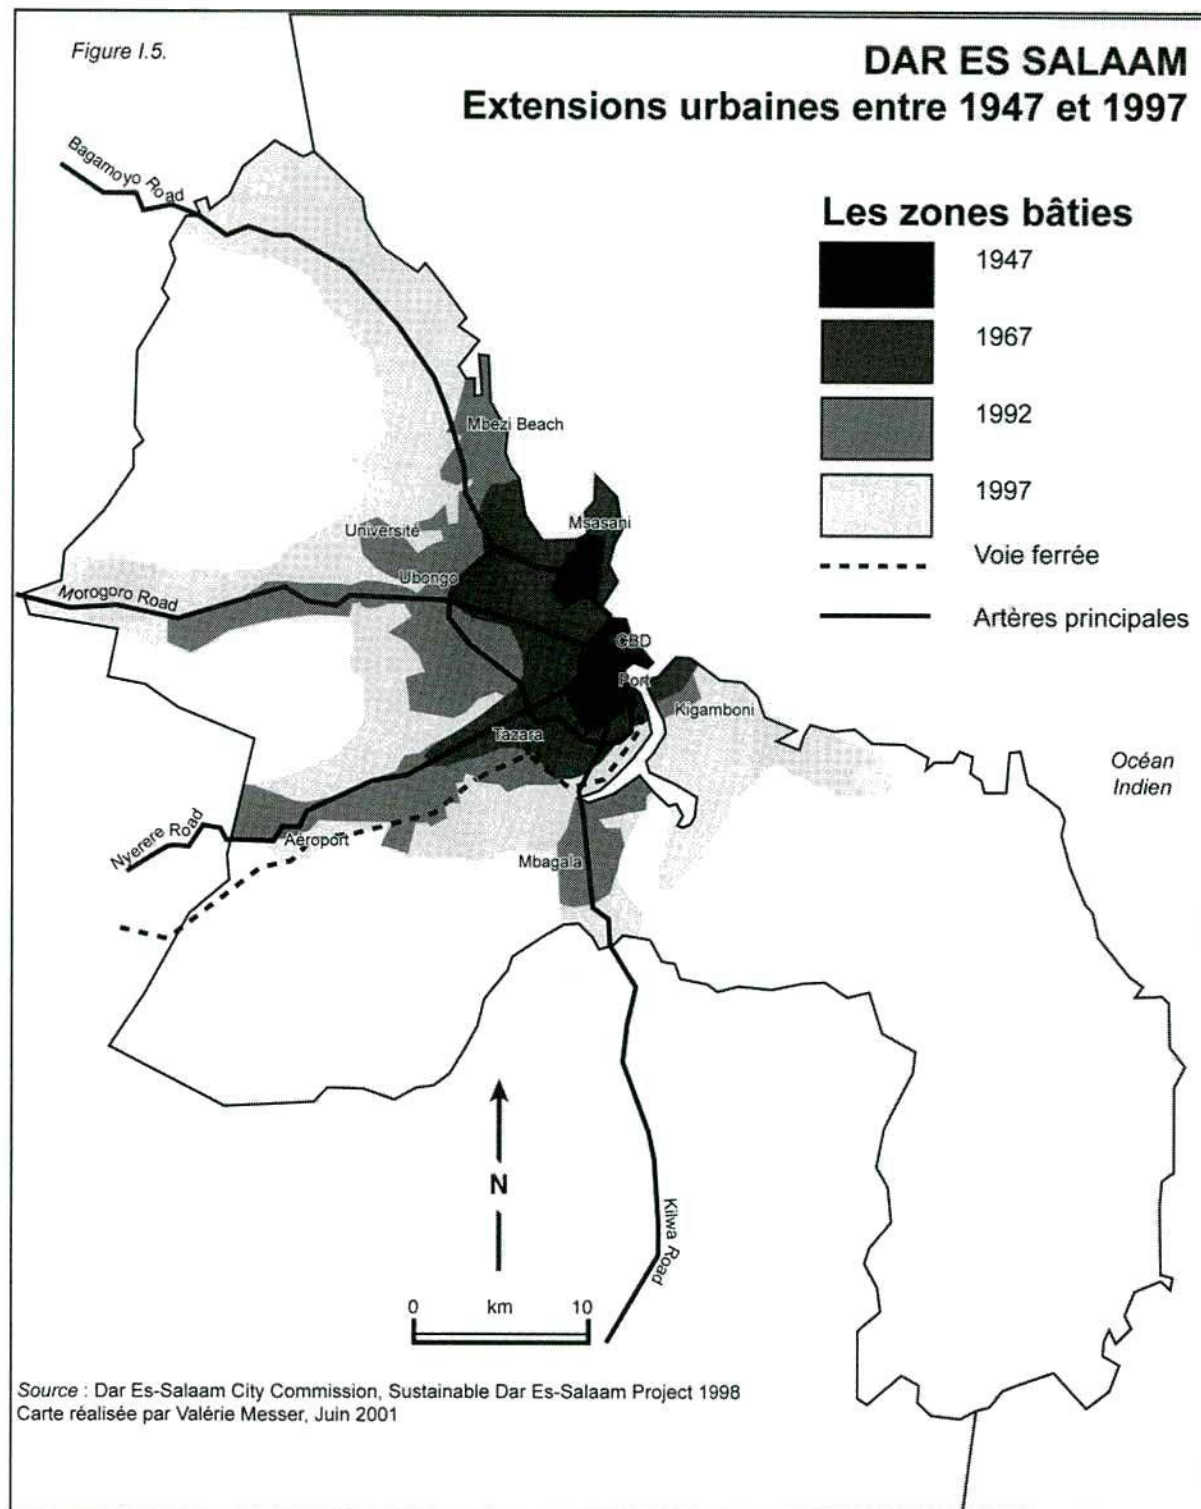 Figure I.5.
DAR ES SALAAM
Extensions urbaines entre 1947 et 1997
Bagamoyo Road
Les zones bâties
1947
1967
1992
1997
Voie ferrée
Artères principales
Mbezi Beach
Msasani
Université
Ubongo
Morogoro Road
CBD
Port
Kigamboni
Tazara
Océan
Indien
Nyerere Road
Aéroport
Mbagala
N
Kilwa Road
0 km 10
Source : Dar Es-Salaam City Commission, Sustainable Dar Es-Salaam Project 1998
Carte réalisée par Valérie Messer, Juin 2001